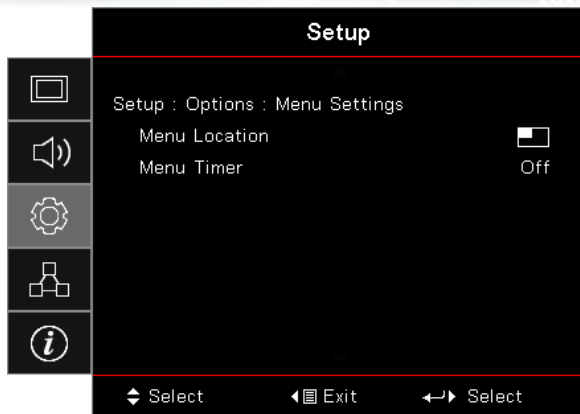 Setup
Setup : Options : Menu Settings
Menu Location
Menu Timer Off
Select Exit Select